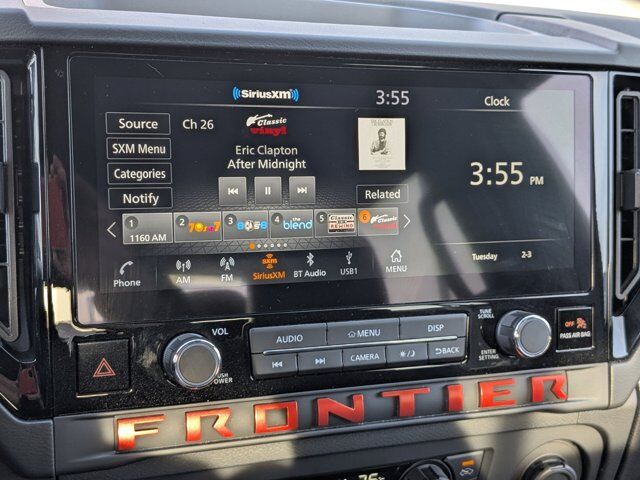 SiriusXM 3:55 Clock
Source Ch 26 Classic vinyl
SXM Menu Eric Clapton
Categories After Midnight 3:55 PM
Notify Related
1 1160 AM 2 70s on 7 3 80s 8 4 the blend 5 Classic REWIND 6 Classic vinyl
Phone AM FM sxm SiriusXM BT Audio USB1 MENU Tuesday 2-3
VOL PUSH POWER
AUDIO MENU DISP
CAMERA BACK
TUNE SCROLL
ENTER SETTING
OFF PASS AIR BAG
FRONTIER